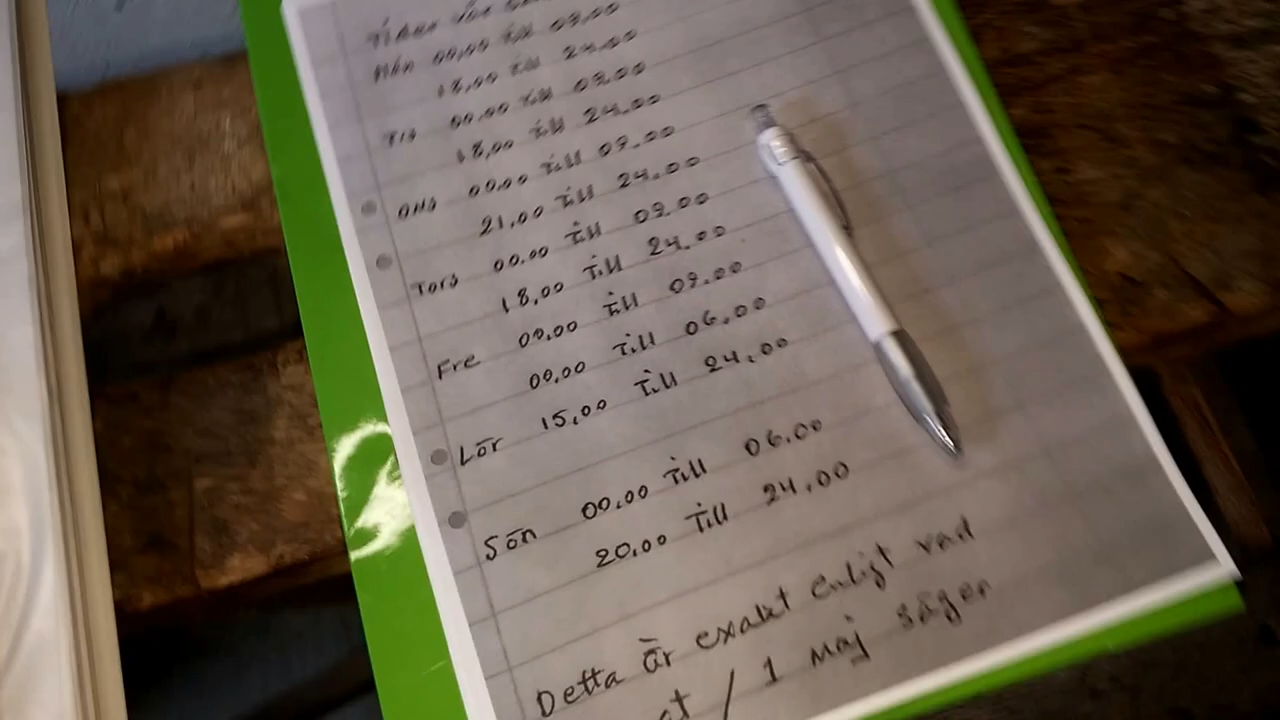 Tider
Mån 00.00 till 09.00
18.00 till 24.00
Tis 00.00 till 09.00
18.00 till 24.00
Ons 00.00 till 09.00
21.00 till 24.00
Tors 00.00 Till 09.00
18.00 Till 24.00
Fre 00.00 Till 09.00
00.00 Till 06.00
Lör 15.00 Till 24.00
Sön 00.00 Till 06.00
20.00 Till 24.00
Detta är exakt enligt vad
/ 1 Maj säger